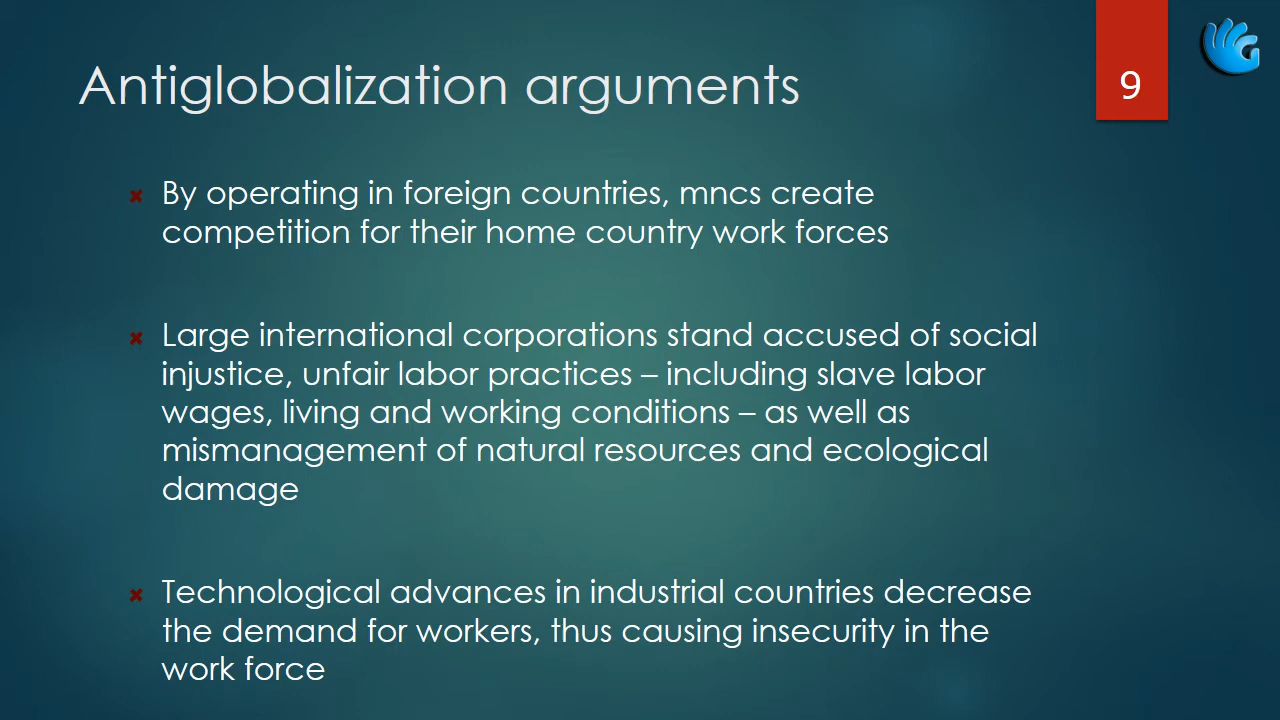 Antiglobalization arguments
9
By operating in foreign countries, mncs create
competition for their home country work forces
Large international corporations stand accused of social
injustice, unfair labor practices – including slave labor
wages, living and working conditions – as well as
mismanagement of natural resources and ecological
damage
Technological advances in industrial countries decrease
the demand for workers, thus causing insecurity in the
work force